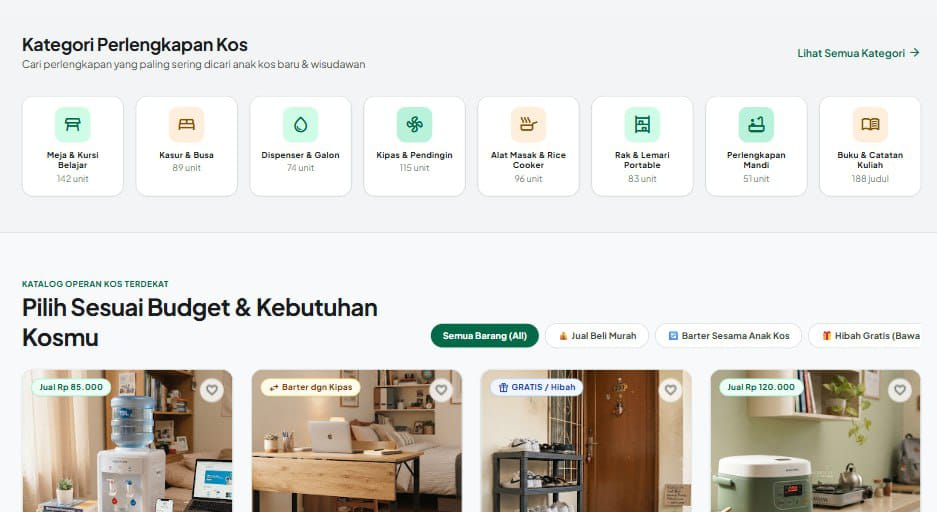 Kategori Perlengkapan Kos
Cari perlengkapan yang paling sering dicari anak kos baru & wisudawan
Lihat Semua Kategori →
Meja & Kursi
Belajar
142 unit
Kasur & Busa
89 unit
Dispenser & Galon
74 unit
Kipas & Pendingin
115 unit
Alat Masak & Rice
Cooker
96 unit
Rak & Lemari
Portable
83 unit
Perlengkapan
Mandi
51 unit
Buku & Catatan
Kuliah
188 judul
KATALOG OPERAN KOS TERDEKAT
Pilih Sesuai Budget & Kebutuhan
Kosmu
Semua Barang (All)
Jual Beli Murah
Barter Sesama Anak Kos
Hibah Gratis (Bawa
Jual Rp 85.000
Barter dgn Kipas
GRATIS / Hibah
Jual Rp 120.000